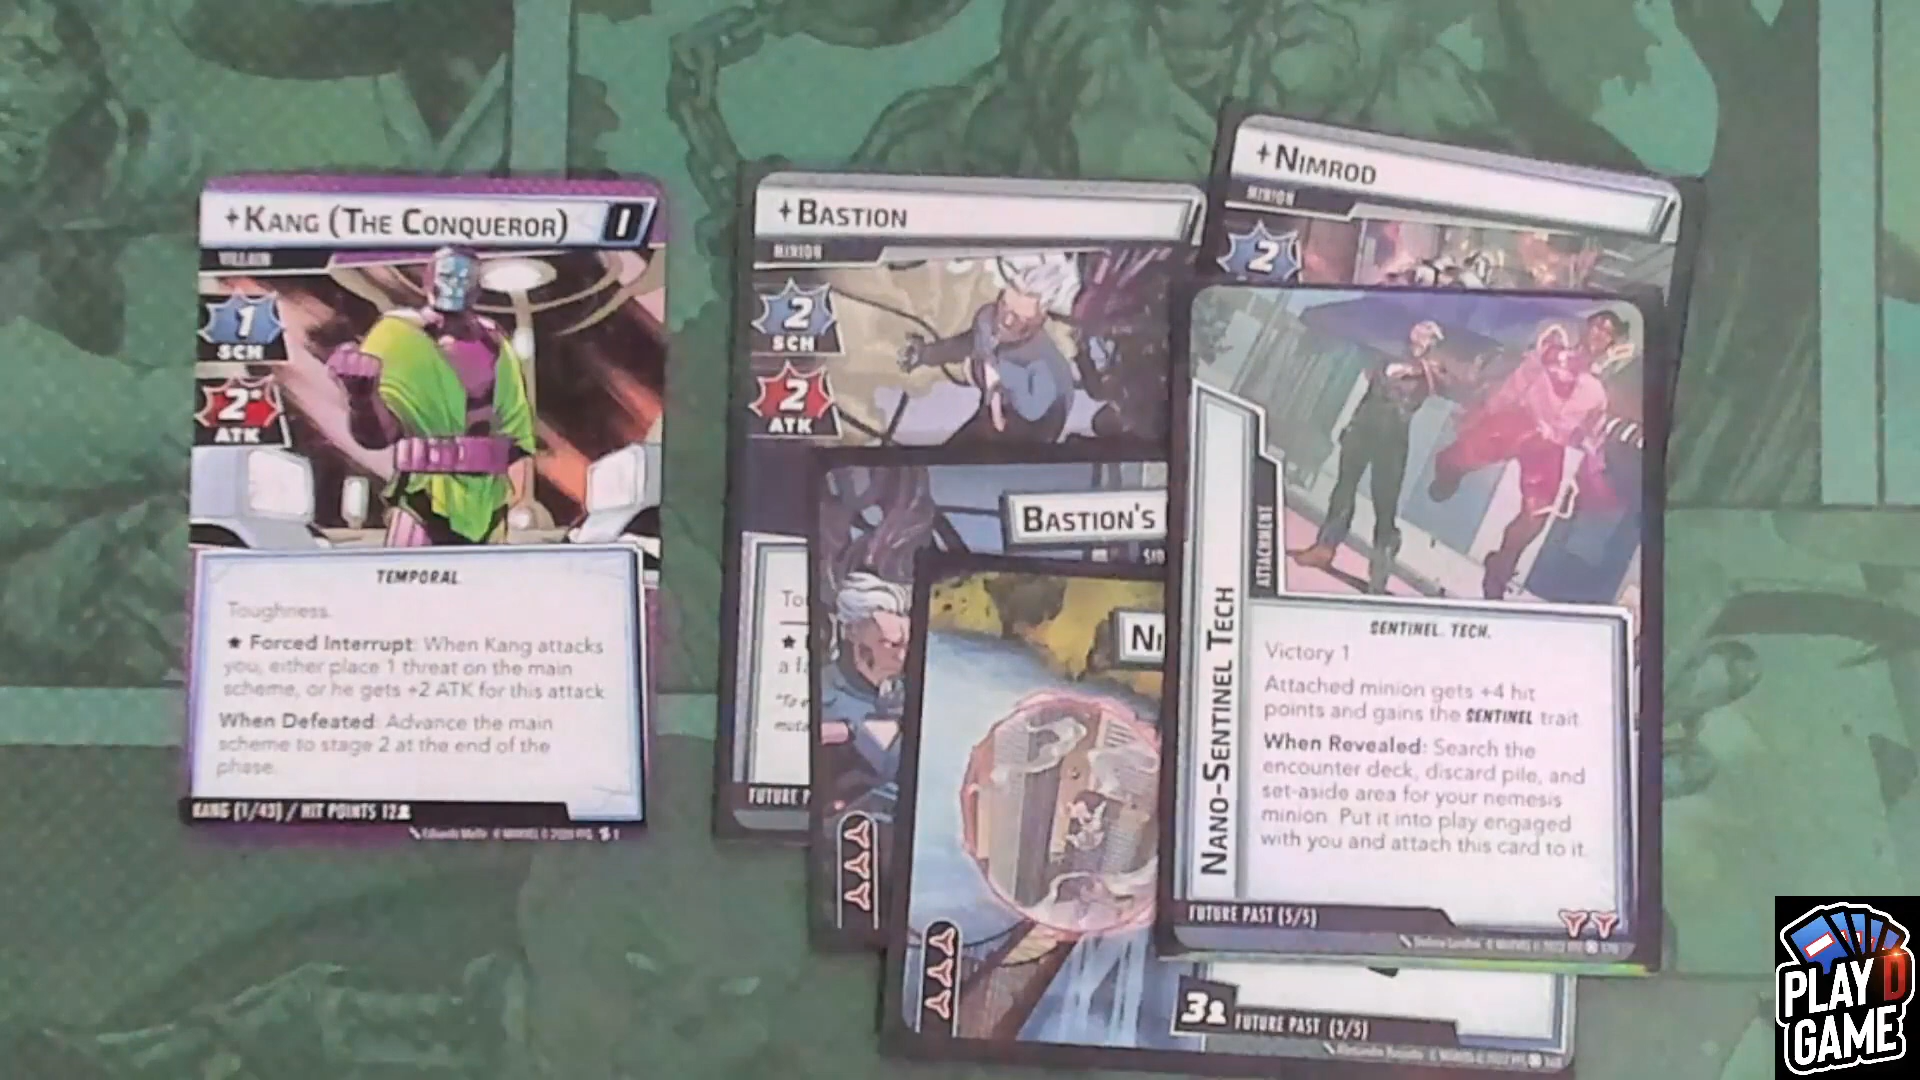 KANG (THE CONQUEROR)
I
VILLAIN
1
SCH
2*
ATK
TEMPORAL.
Toughness.
★ Forced Interrupt: When Kang attacks
you, either place 1 threat on the main
scheme, or he gets +2 ATK for this attack
When Defeated: Advance the main
scheme to stage 2 at the end of the
phase.
KANG (1/43) / HIT POINTS 12
BASTION
MINION
2
SCH
2
ATK
To
★
FUTURE P
BASTION'S
NIMROD
MINION
2
NI
3
FUTURE PAST (3/5)
NANO-SENTINEL TECH
ATTACHMENT
SENTINEL. TECH.
Victory 1
Attached minion gets +4 hit
points and gains the SENTINEL trait.
When Revealed: Search the
encounter deck, discard pile, and
set-aside area for your nemesis
minion. Put it into play engaged
with you and attach this card to it.
FUTURE PAST (5/5)
PLAY D
GAME